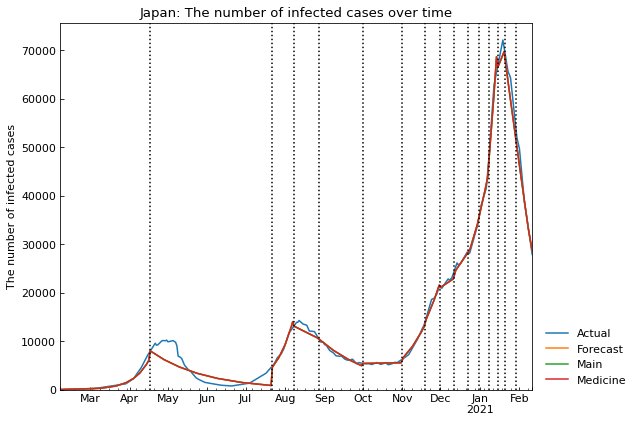 Japan: The number of infected cases over time
The number of infected cases
70000
60000
50000
40000
30000
20000
10000
0
Mar Apr May Jun Jul Aug Sep Oct Nov Dec Jan Feb
2021
Actual
Forecast
Main
Medicine